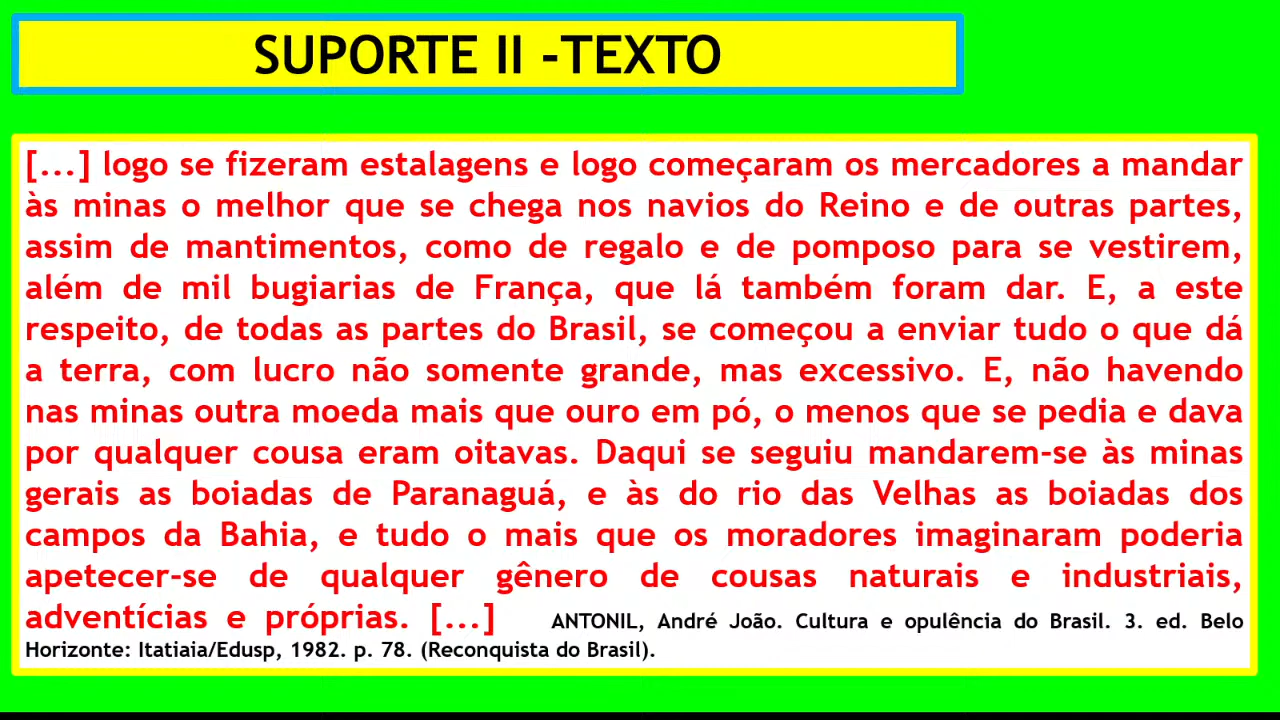 SUPORTE II -TEXTO
[...] logo se fizeram estalagens e logo começaram os mercadores a mandar
às minas o melhor que se chega nos navios do Reino e de outras partes,
assim de mantimentos, como de regalo e de pomposo para se vestirem,
além de mil bugiarias de França, que lá também foram dar. E, a este
respeito, de todas as partes do Brasil, se começou a enviar tudo o que dá
a terra, com lucro não somente grande, mas excessivo. E, não havendo
nas minas outra moeda mais que ouro em pó, o menos que se pedia e dava
por qualquer cousa eram oitavas. Daqui se seguiu mandarem-se às minas
gerais as boiadas de Paranaguá, e às do rio das Velhas as boiadas dos
campos da Bahia, e tudo o mais que os moradores imaginaram poderia
apetecer-se de qualquer gênero de cousas naturais e industriais,
adventícias e próprias. [...] ANTONIL, André João. Cultura e opulência do Brasil. 3. ed. Belo
Horizonte: Itatiaia/Edusp, 1982. p. 78. (Reconquista do Brasil).